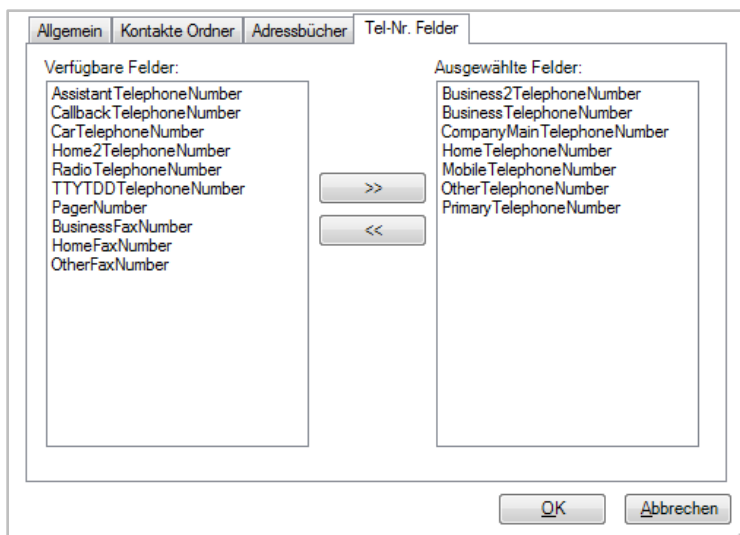 Allgemein Kontakte Ordner Adressbücher Tel-Nr. Felder
Verfügbare Felder:
AssistantTelephoneNumber
CallbackTelephoneNumber
CarTelephoneNumber
Home2TelephoneNumber
RadioTelephoneNumber
TTYTDDTelephoneNumber
PagerNumber
BusinessFaxNumber
HomeFaxNumber
OtherFaxNumber
>>
<<
Ausgewählte Felder:
Business2TelephoneNumber
BusinessTelephoneNumber
CompanyMainTelephoneNumber
HomeTelephoneNumber
MobileTelephoneNumber
OtherTelephoneNumber
PrimaryTelephoneNumber
OK Abbrechen